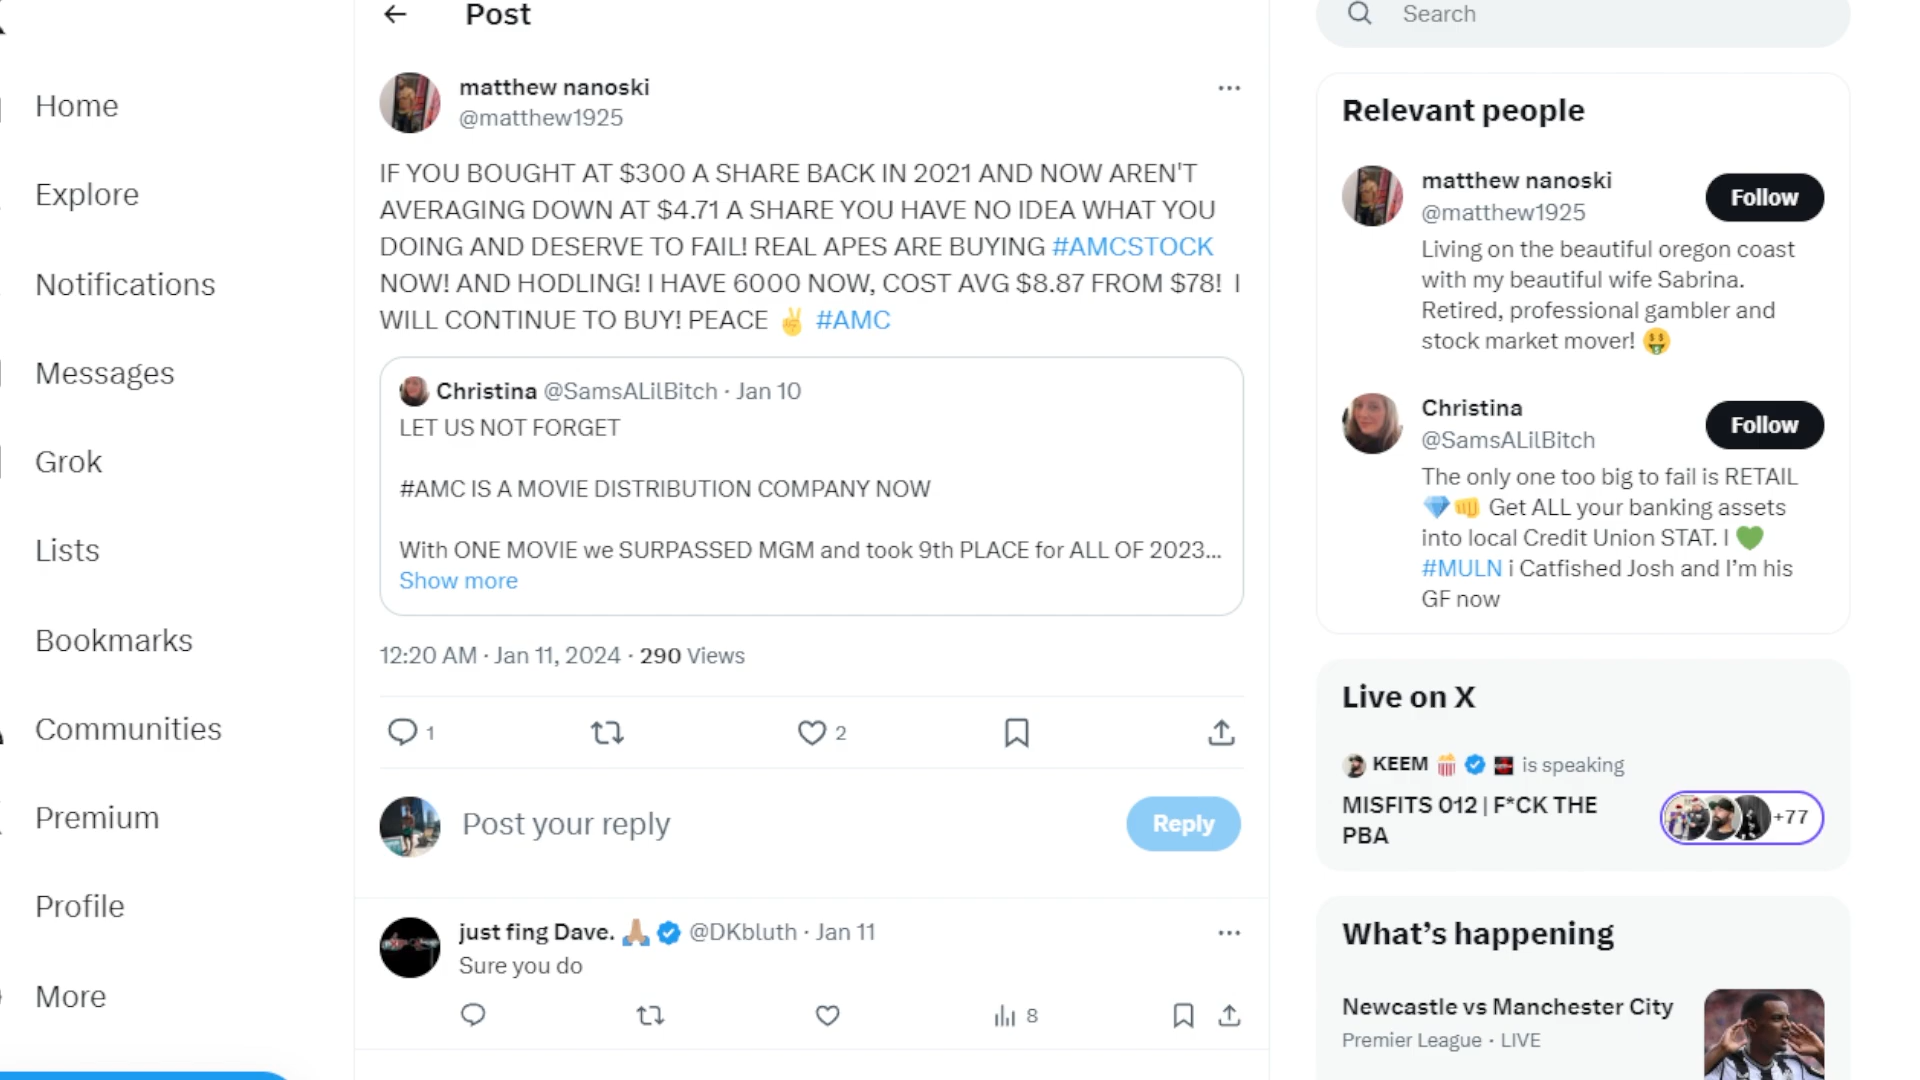 Post
matthew nanoski
@matthew1925
IF YOU BOUGHT AT $300 A SHARE BACK IN 2021 AND NOW AREN'T
AVERAGING DOWN AT $4.71 A SHARE YOU HAVE NO IDEA WHAT YOU
DOING AND DESERVE TO FAIL! REAL APES ARE BUYING #AMCSTOCK
NOW! AND HODLING! I HAVE 6000 NOW, COST AVG $8.87 FROM $78! I
WILL CONTINUE TO BUY! PEACE ✌️ #AMC
Christina @SamsALilBitch · Jan 10
LET US NOT FORGET
#AMC IS A MOVIE DISTRIBUTION COMPANY NOW
With ONE MOVIE we SURPASSED MGM and took 9th PLACE for ALL OF 2023...
Show more
12:20 AM · Jan 11, 2024 · 290 Views
1
2
Post your reply
Reply
just fing Dave. 🙏🏽 @DKbluth · Jan 11
Sure you do
8
Home
Explore
Notifications
Messages
Grok
Lists
Bookmarks
Communities
Premium
Profile
More
Search
Relevant people
matthew nanoski
@matthew1925
Follow
Living on the beautiful oregon coast
with my beautiful wife Sabrina.
Retired, professional gambler and
stock market mover! 🤑
Christina
@SamsALilBitch
Follow
The only one too big to fail is RETAIL
💎👊 Get ALL your banking assets
into local Credit Union STAT. I 💚
#MULN i Catfished Josh and I’m his
GF now
Live on X
KEEM 🍿 is speaking
MISFITS 012 | F*CK THE
PBA
+77
What’s happening
Newcastle vs Manchester City
Premier League · LIVE